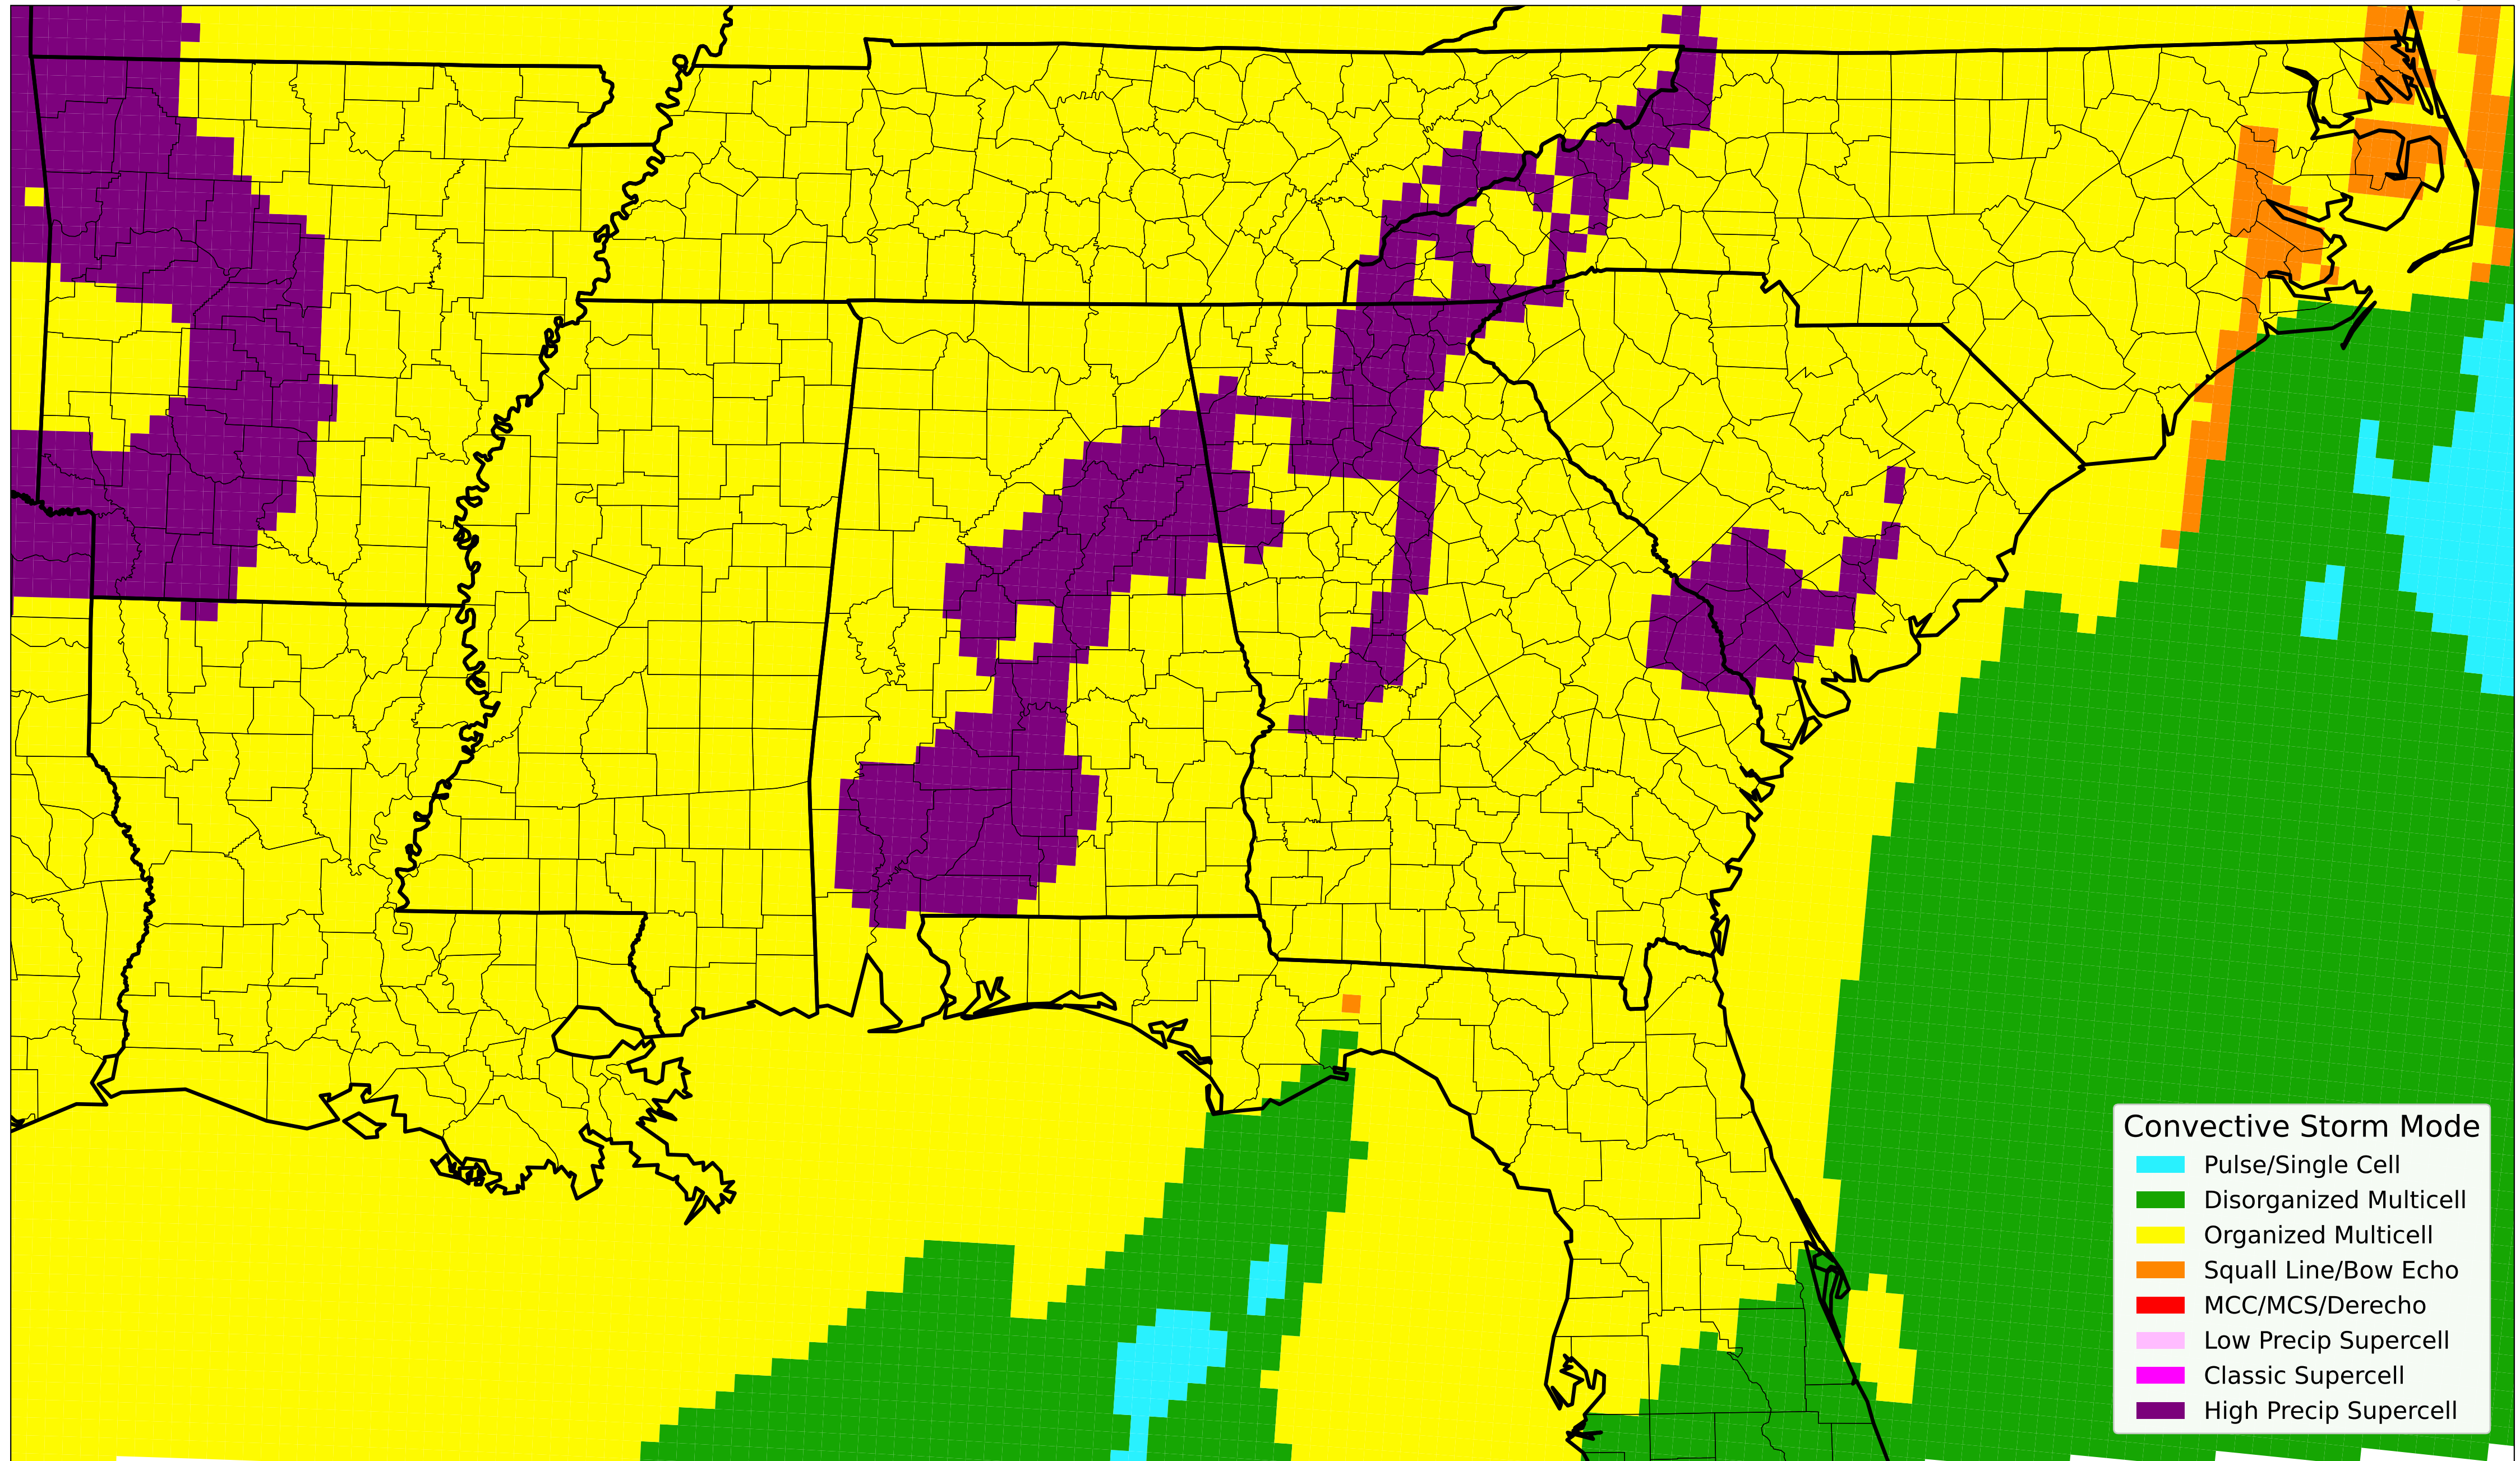 Convective Storm Mode
Pulse/Single Cell
Disorganized Multicell
Organized Multicell
Squall Line/Bow Echo
MCC/MCS/Derecho
Low Precip Supercell
Classic Supercell
High Precip Supercell